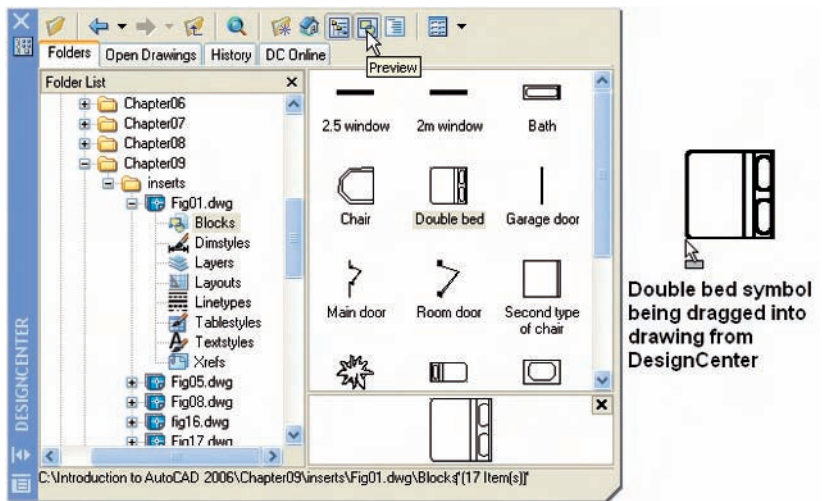 Folders
Open Drawings
History
DC Online
Preview
Folder List
Chapter06
Chapter07
Chapter08
Chapter09
inserts
Fig01.dwg
Blocks
Dimstyles
Layers
Layouts
Linetypes
Tablestyles
Textstyles
Xrefs
Fig05.dwg
Fig08.dwg
fig16.dwg
Fig17.dwg
2.5 window
2m window
Bath
Chair
Double bed
Garage door
Main door
Room door
Second type
of chair
DESIGNCENTER
C:\Introduction to AutoCAD 2006\Chapter09\inserts\Fig01.dwg\Blocks (17 Item(s))
Double bed symbol
being dragged into
drawing from
DesignCenter